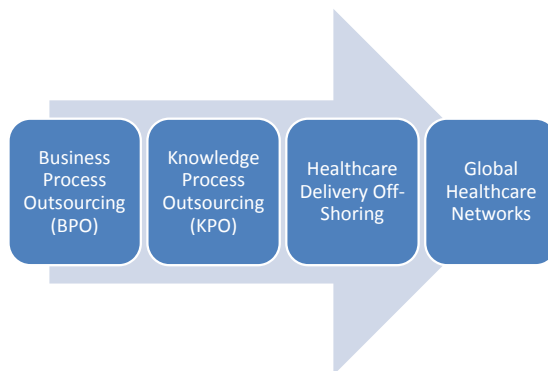 Business
Process
Outsourcing
(BPO)
Knowledge
Process
Outsourcing
(KPO)
Healthcare
Delivery Off-
Shoring
Global
Healthcare
Networks